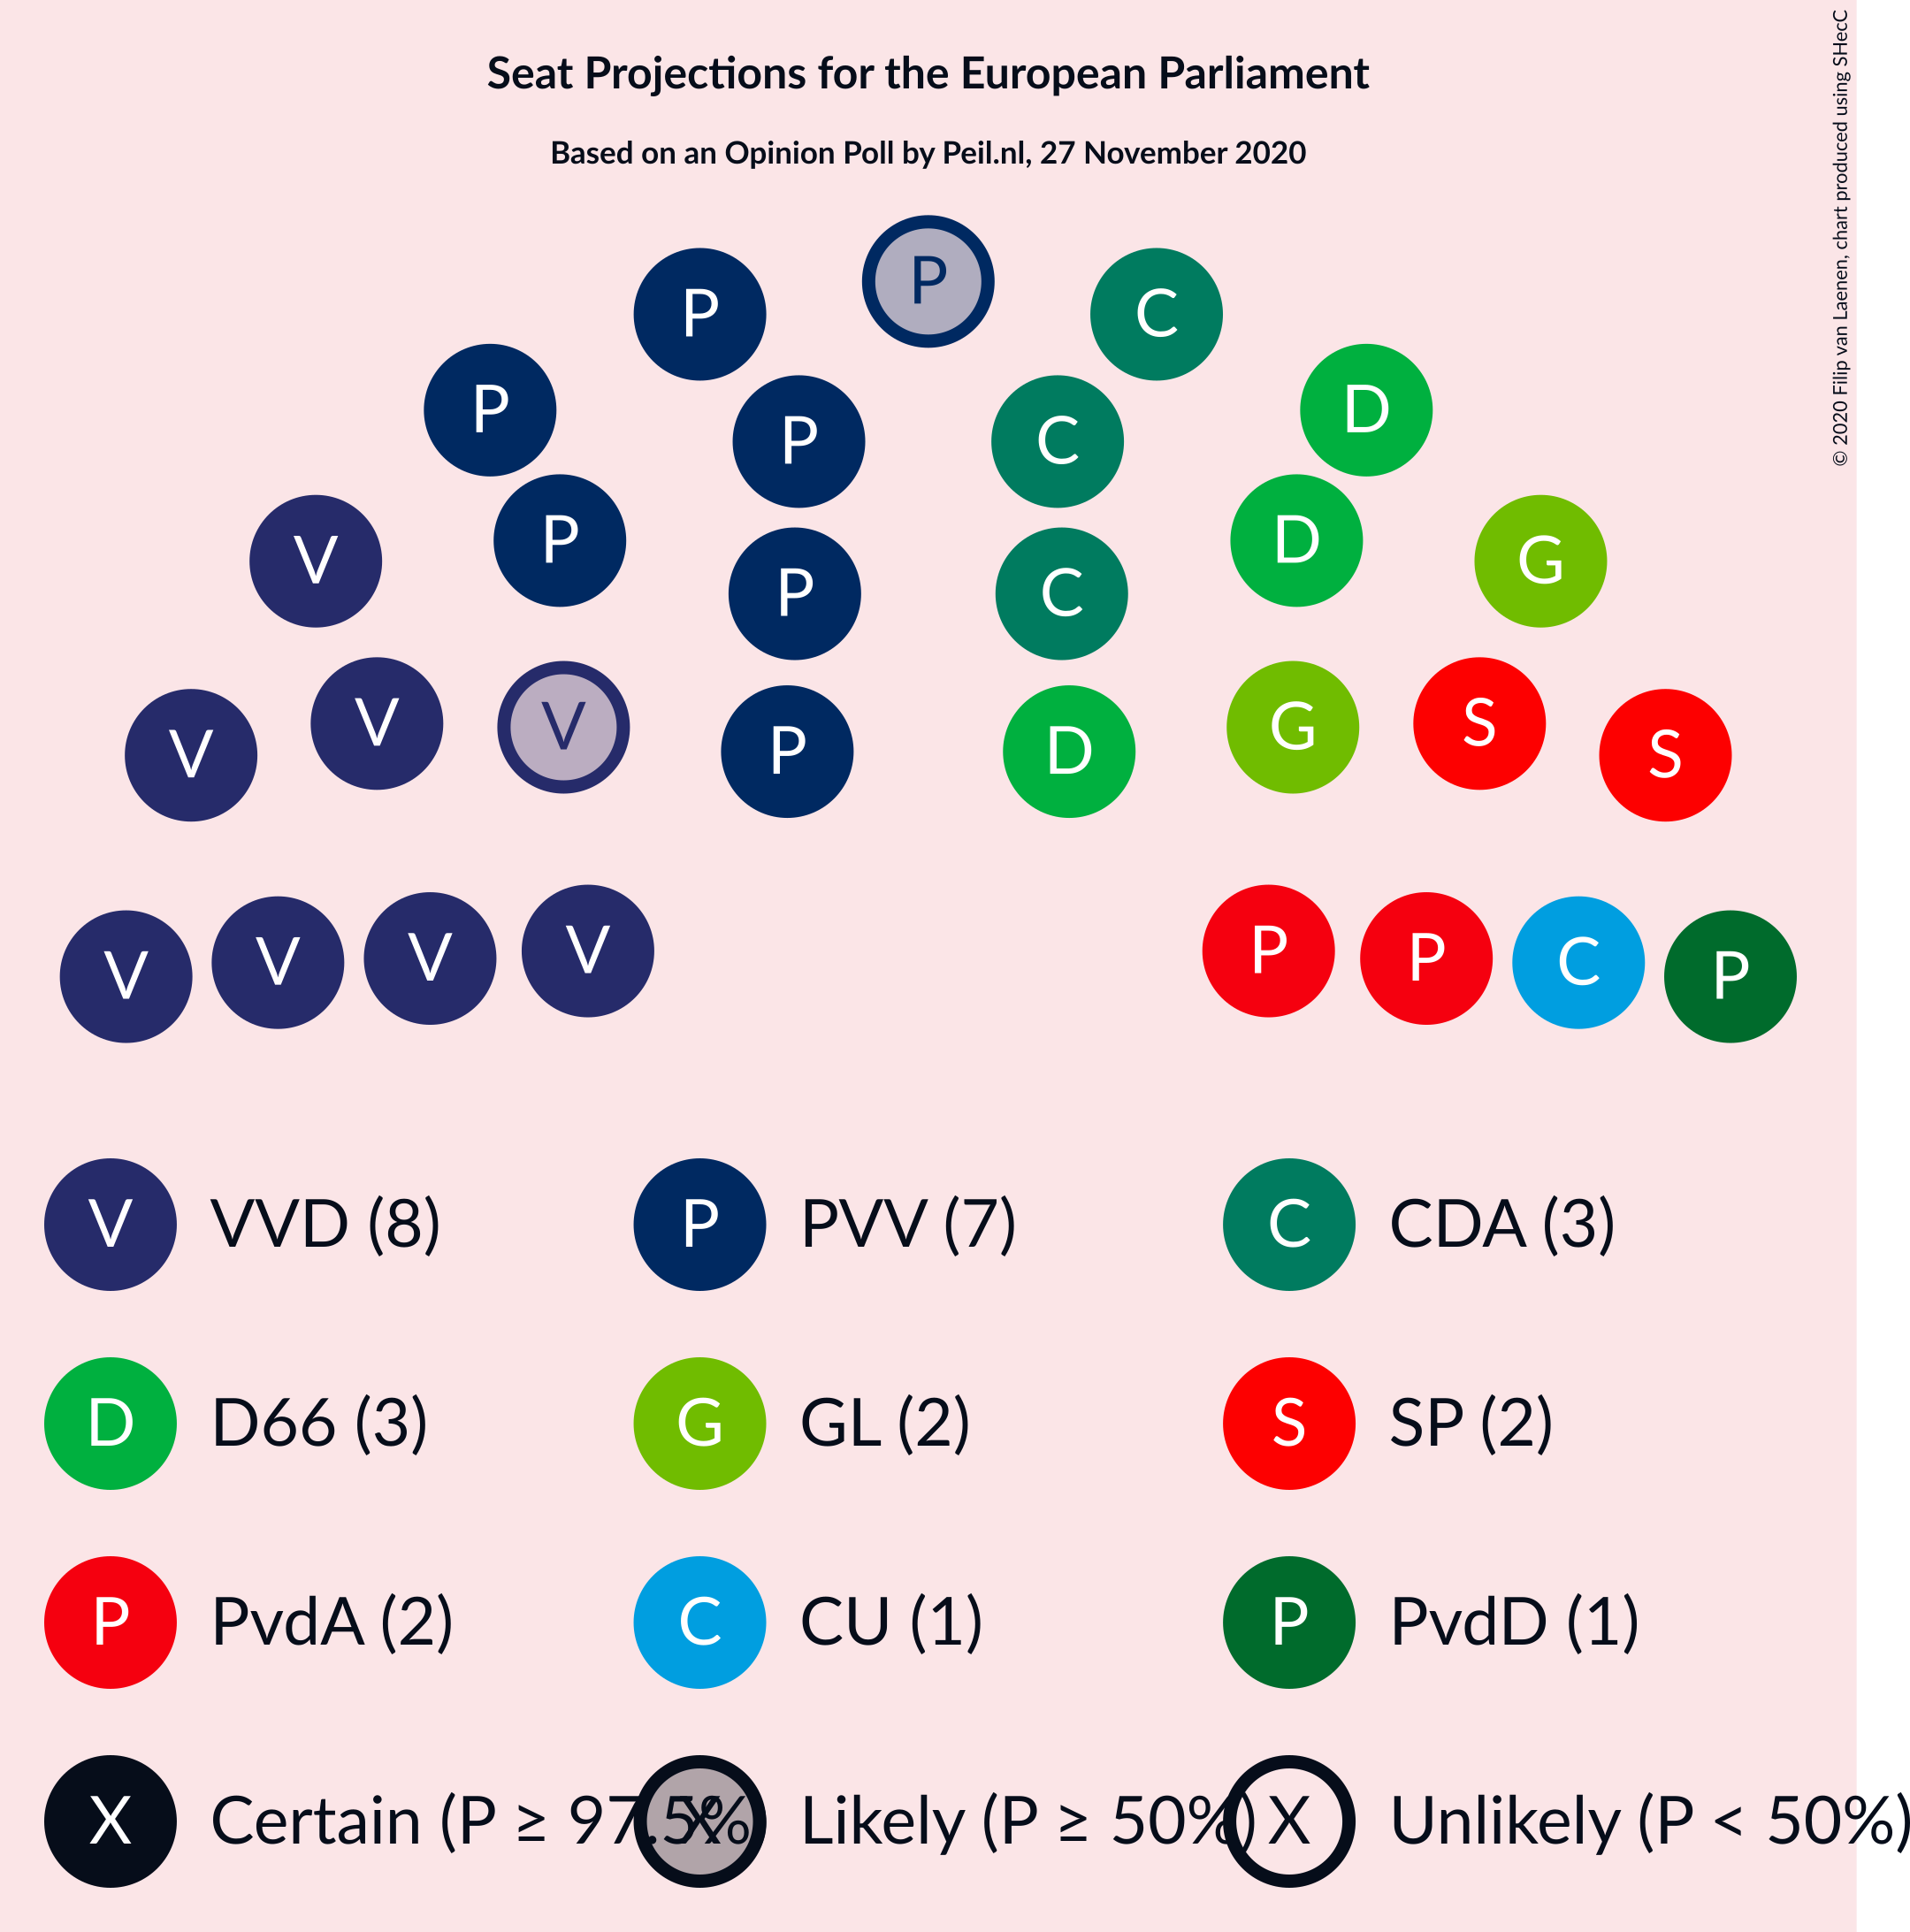 Seat Projections for the European Parliament
Based on an Opinion Poll by Peil.nl, 27 November 2020
© 2020 Filip van Laenen, chart produced using SHecC
P
P C
P D
P C
P D
V G
P C
V V
V S
V G
P D
S
V V V V P P C P
V VVD (8) P PVV (7) C CDA (3)
D D66 (3) G GL (2) S SP (2)
P PvdA (2) C CU (1) P PvdD (1)
X Certain (P ≥ 97.5%) X Likely (P ≥ 50%) X Unlikely (P < 50%)